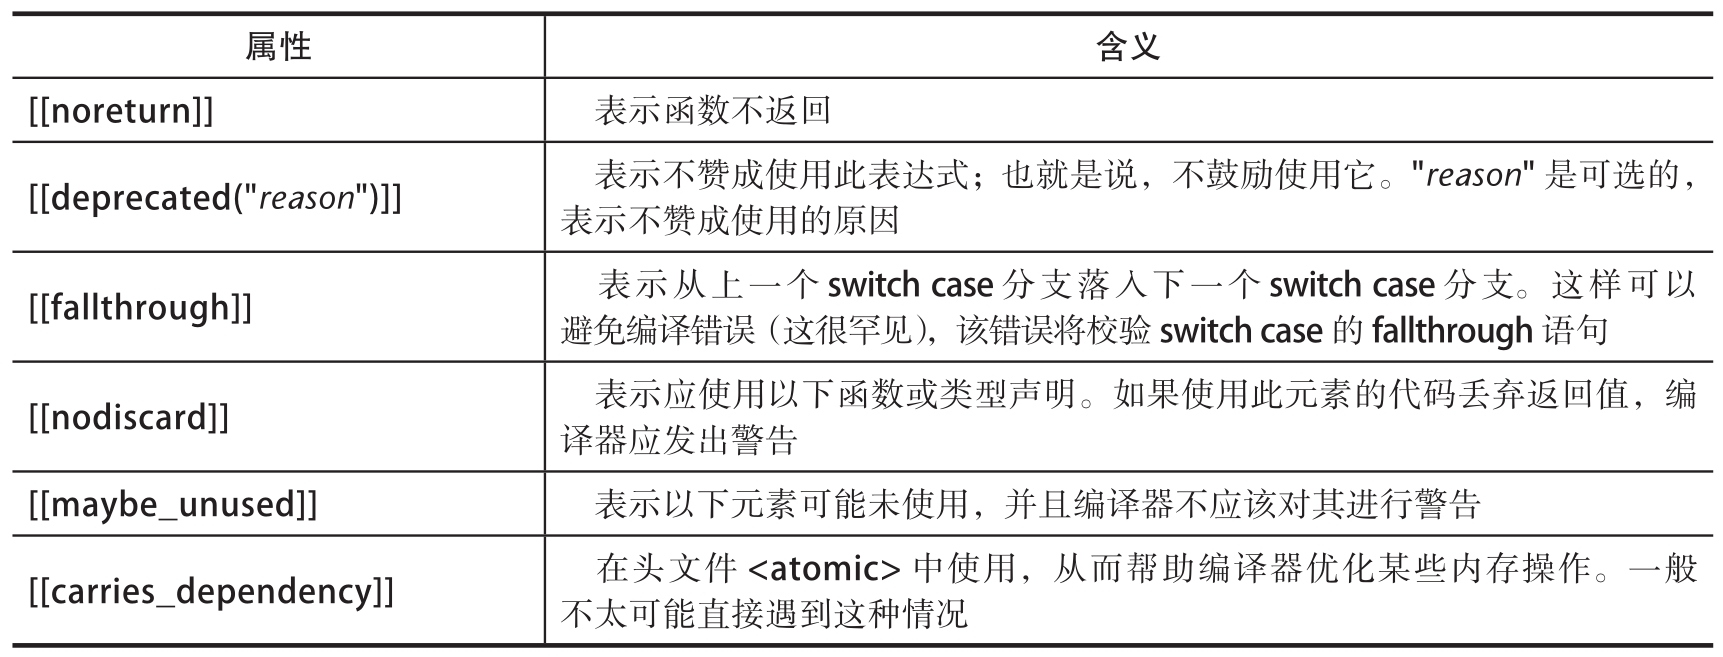 属性 含义
[[noreturn]] 表示函数不返回
表示不赞成使用此表达式；也就是说，不鼓励使用它。"reason" 是可选的，
[[deprecated("reason")]]
表示不赞成使用的原因
表示从上一个 switch case 分支落入下一个 switch case 分支。这样可以
[[fallthrough]]
避免编译错误（这很罕见），该错误将校验 switch case 的 fallthrough 语句
表示应使用以下函数或类型声明。如果使用此元素的代码丢弃返回值，编
[[nodiscard]]
译器应发出警告
[[maybe_unused]] 表示以下元素可能未使用，并且编译器不应该对其进行警告
在头文件 <atomic> 中使用，从而帮助编译器优化某些内存操作。一般
[[carries_dependency]]
不太可能直接遇到这种情况